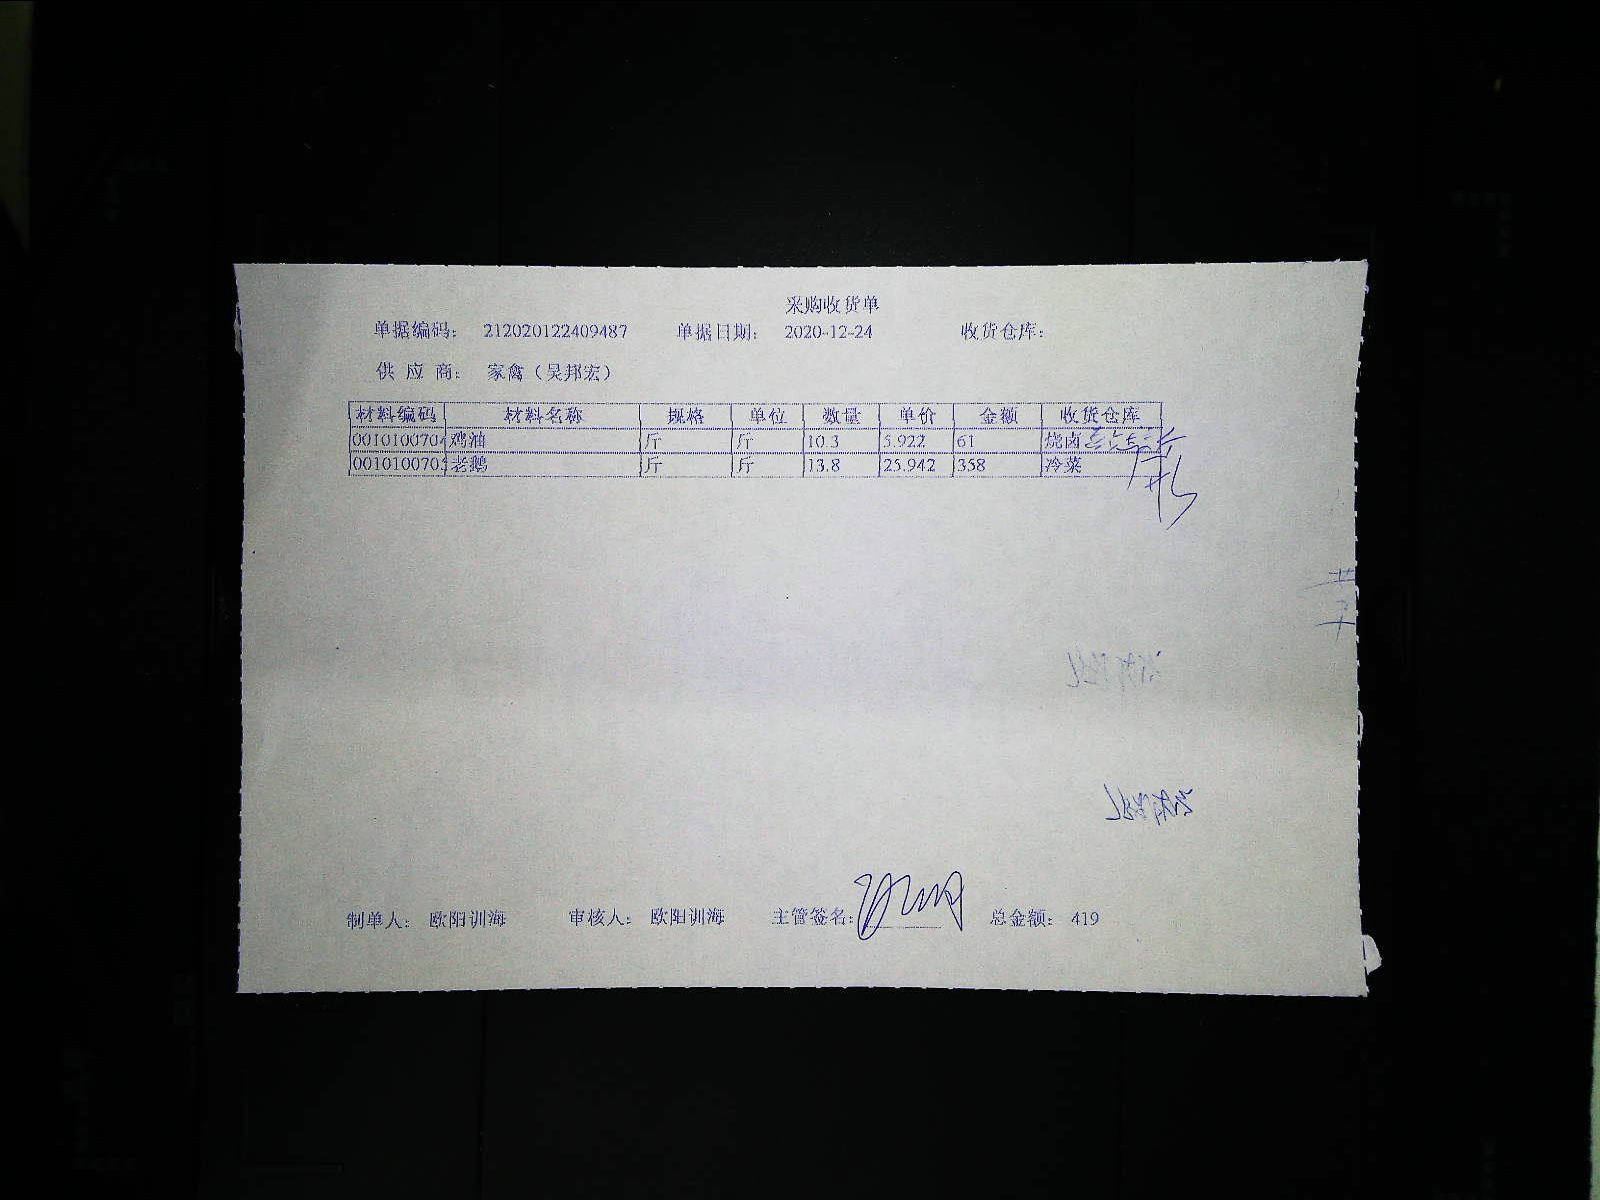 采购收货单
单据编码： 212020122409487 单据日期： 2020-12-24 收货仓库：
供 应 商： 家禽（吴邦宏）
材料编码 材料名称 规格 单位 数量 单价 金额 收货仓库
0010100704 鸡油 斤 斤 10.3 5.922 61 烧卤
001010070 老鹅 斤 斤 13.8 25.942 358 冷菜
制单人： 欧阳训海 审核人： 欧阳训海 主管签名： 总金额： 419